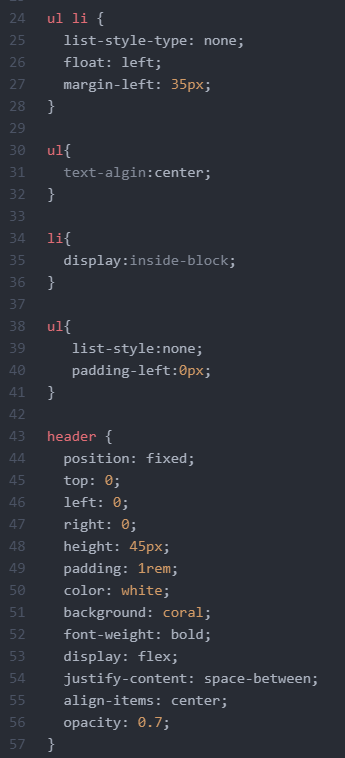 24 ul li {
25   list-style-type: none;
26   float: left;
27   margin-left: 35px;
28 }
29
30 ul{
31   text-algin:center;
32 }
33
34 li{
35   display:inside-block;
36 }
37
38 ul{
39    list-style:none;
40    padding-left:0px;
41 }
42
43 header {
44   position: fixed;
45   top: 0;
46   left: 0;
47   right: 0;
48   height: 45px;
49   padding: 1rem;
50   color: white;
51   background: coral;
52   font-weight: bold;
53   display: flex;
54   justify-content: space-between;
55   align-items: center;
56   opacity: 0.7;
57 }